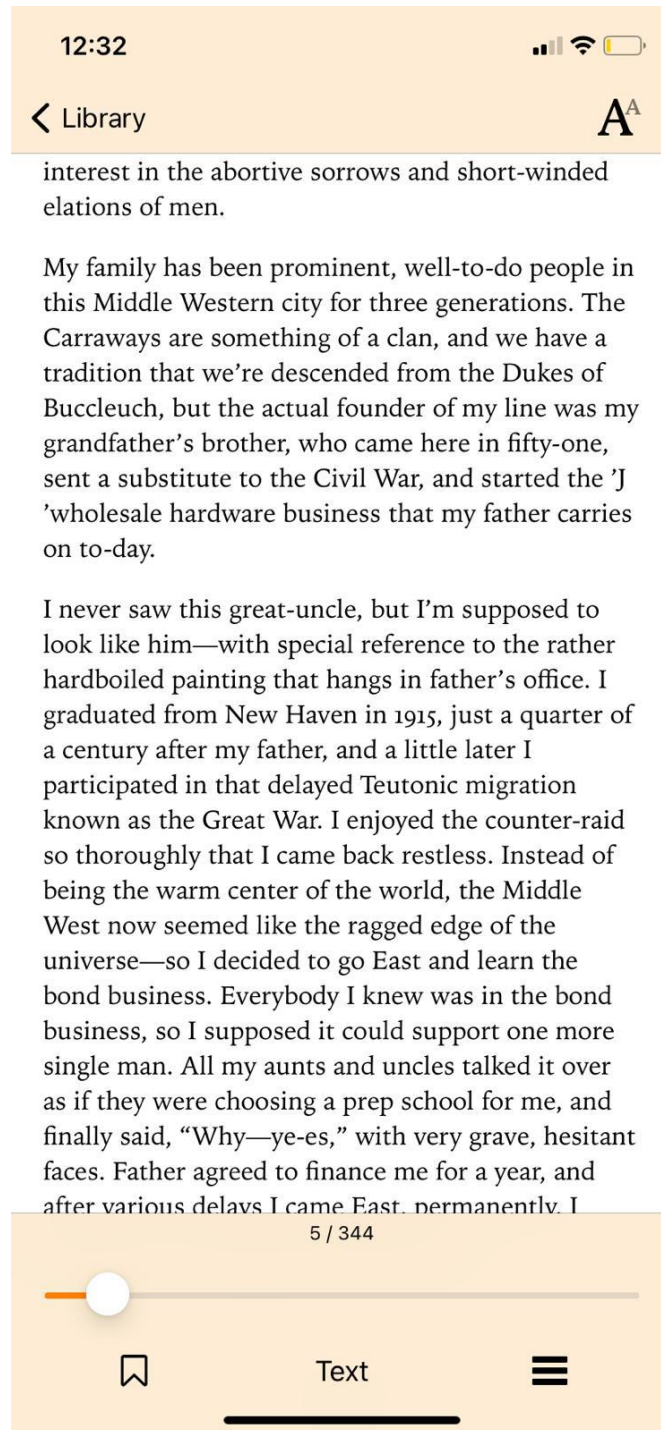 12:32
Library
AA
interest in the abortive sorrows and short-winded
elations of men.
My family has been prominent, well-to-do people in
this Middle Western city for three generations. The
Carraways are something of a clan, and we have a
tradition that we’re descended from the Dukes of
Buccleuch, but the actual founder of my line was my
grandfather’s brother, who came here in fifty-one,
sent a substitute to the Civil War, and started the ’J
’wholesale hardware business that my father carries
on to-day.
I never saw this great-uncle, but I’m supposed to
look like him—with special reference to the rather
hardboiled painting that hangs in father’s office. I
graduated from New Haven in 1915, just a quarter of
a century after my father, and a little later I
participated in that delayed Teutonic migration
known as the Great War. I enjoyed the counter-raid
so thoroughly that I came back restless. Instead of
being the warm center of the world, the Middle
West now seemed like the ragged edge of the
universe—so I decided to go East and learn the
bond business. Everybody I knew was in the bond
business, so I supposed it could support one more
single man. All my aunts and uncles talked it over
as if they were choosing a prep school for me, and
finally said, “Why—ye-es,” with very grave, hesitant
faces. Father agreed to finance me for a year, and
after various delays I came East, permanently, I
5 / 344
Text